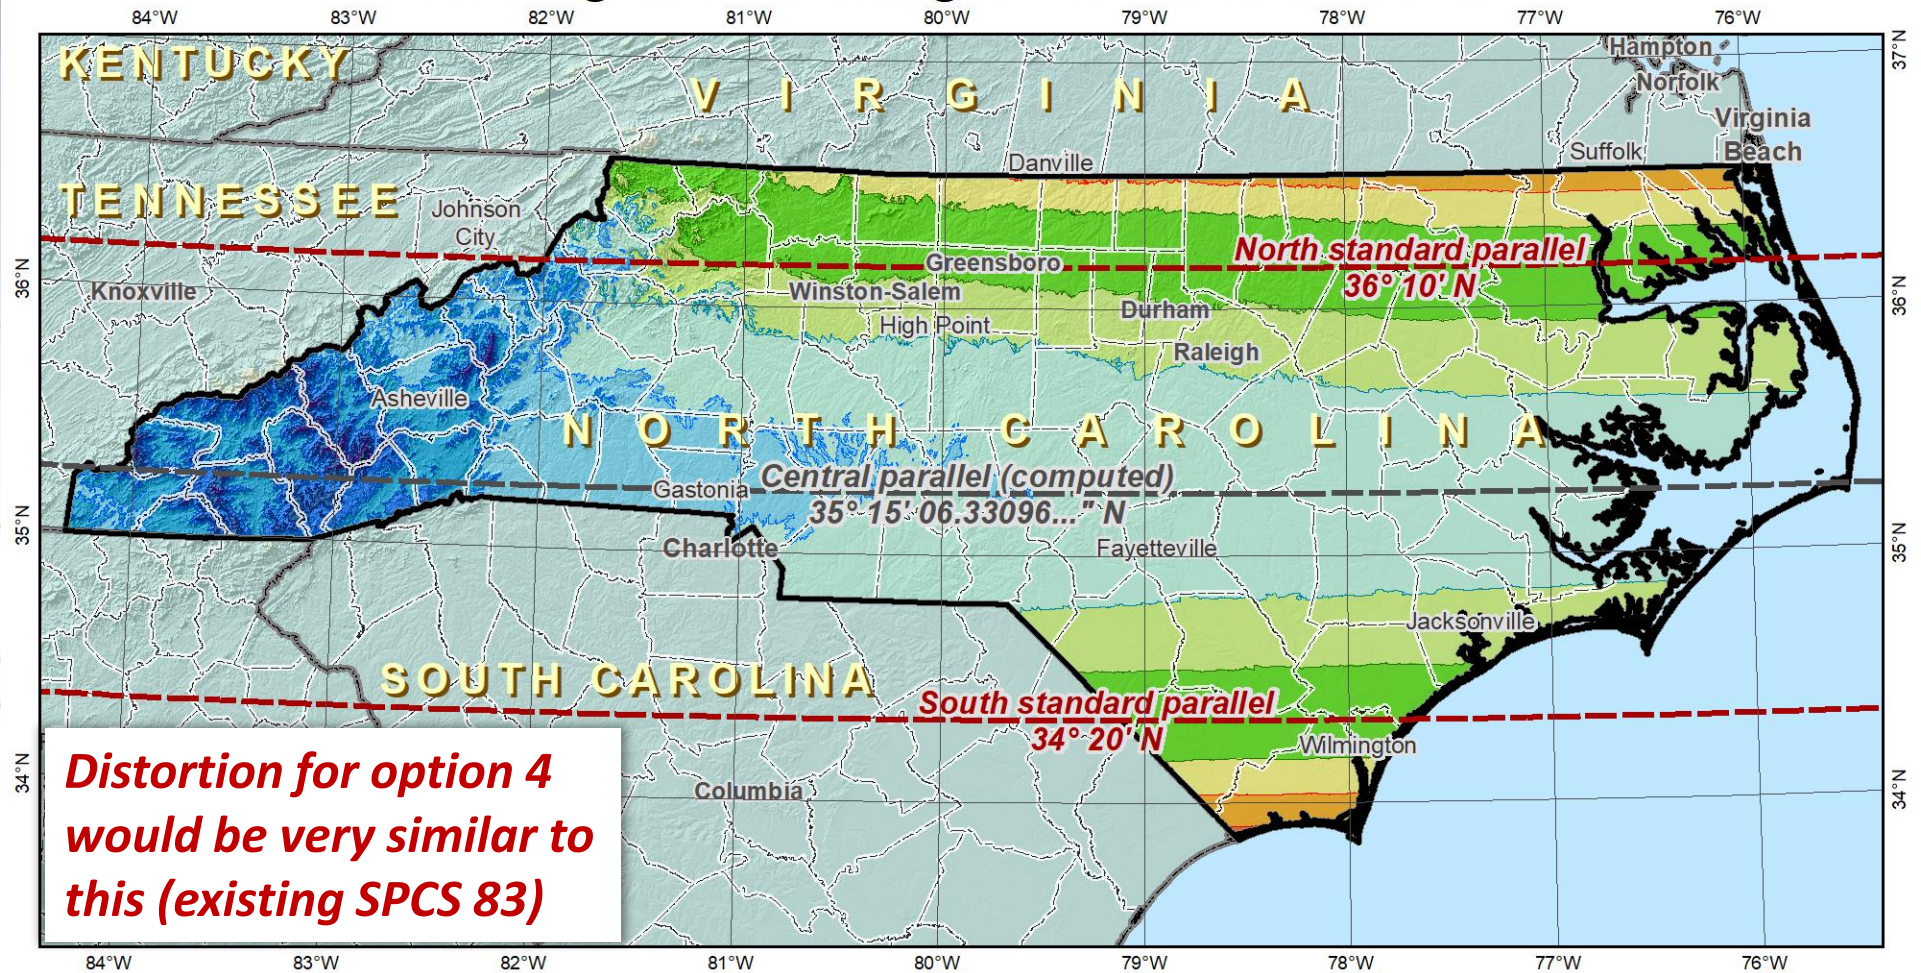 84°W 83°W 82°W 81°W 80°W 79°W 78°W 77°W 76°W
KENTUCKY
VIRGINIA
Hampton
Norfolk
Virginia
Beach
37°N
37°N
Danville
Suffolk
TENNESSEE
Johnson
City
North standard parallel
36° 10' N
36°N
36°N
Knoxville
Greensboro
Winston-Salem
High Point
Durham
Raleigh
Asheville
NORTH CAROLINA
Central parallel (computed)
35° 15' 06.33096..." N
Gastonia
Charlotte
Fayetteville
35°N
35°N
Jacksonville
SOUTH CAROLINA
South standard parallel
34° 20' N
Wilmington
Columbia
34°N
34°N
Distortion for option 4
would be very similar to
this (existing SPCS 83)
84°W 83°W 82°W 81°W 80°W 79°W 78°W 77°W 76°W